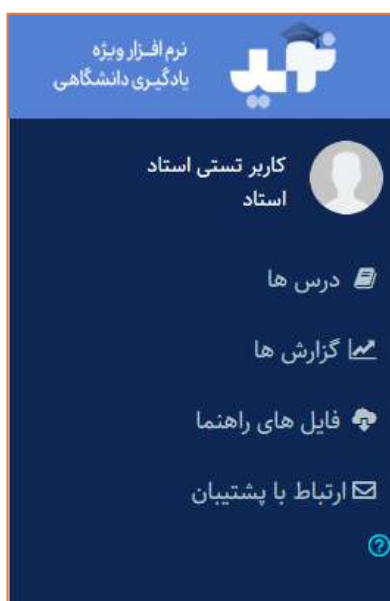 نرم افزار ویژه
یادگیری دانشگاهی
نوید
کاربر تستی استاد
استاد
درس ها
گزارش ها
فایل های راهنما
ارتباط با پشتیبان
?